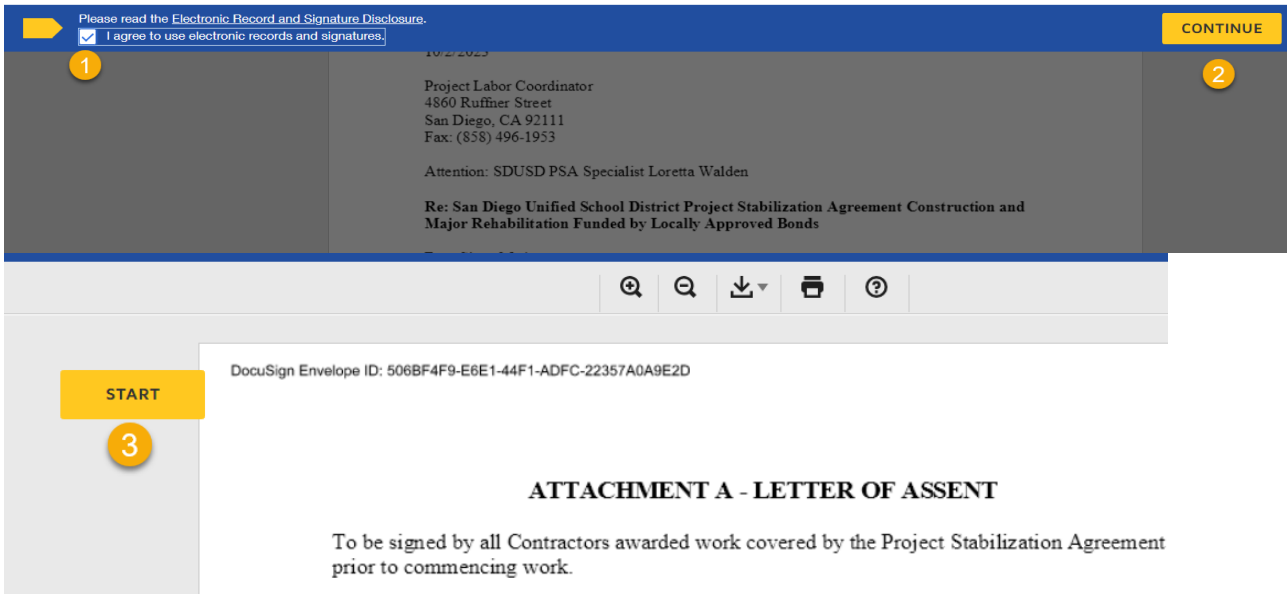 Please read the Electronic Record and Signature Disclosure.
I agree to use electronic records and signatures.
CONTINUE
1
2
10/2/2023
Project Labor Coordinator
4860 Ruffner Street
San Diego, CA 92111
Fax: (858) 496-1953
Attention: SDUSD PSA Specialist Loretta Walden
Re: San Diego Unified School District Project Stabilization Agreement Construction and
Major Rehabilitation Funded by Locally Approved Bonds
DocuSign Envelope ID: 506BF4F9-E6E1-44F1-ADFC-22357A0A9E2D
START
3
ATTACHMENT A - LETTER OF ASSENT
To be signed by all Contractors awarded work covered by the Project Stabilization Agreement
prior to commencing work.